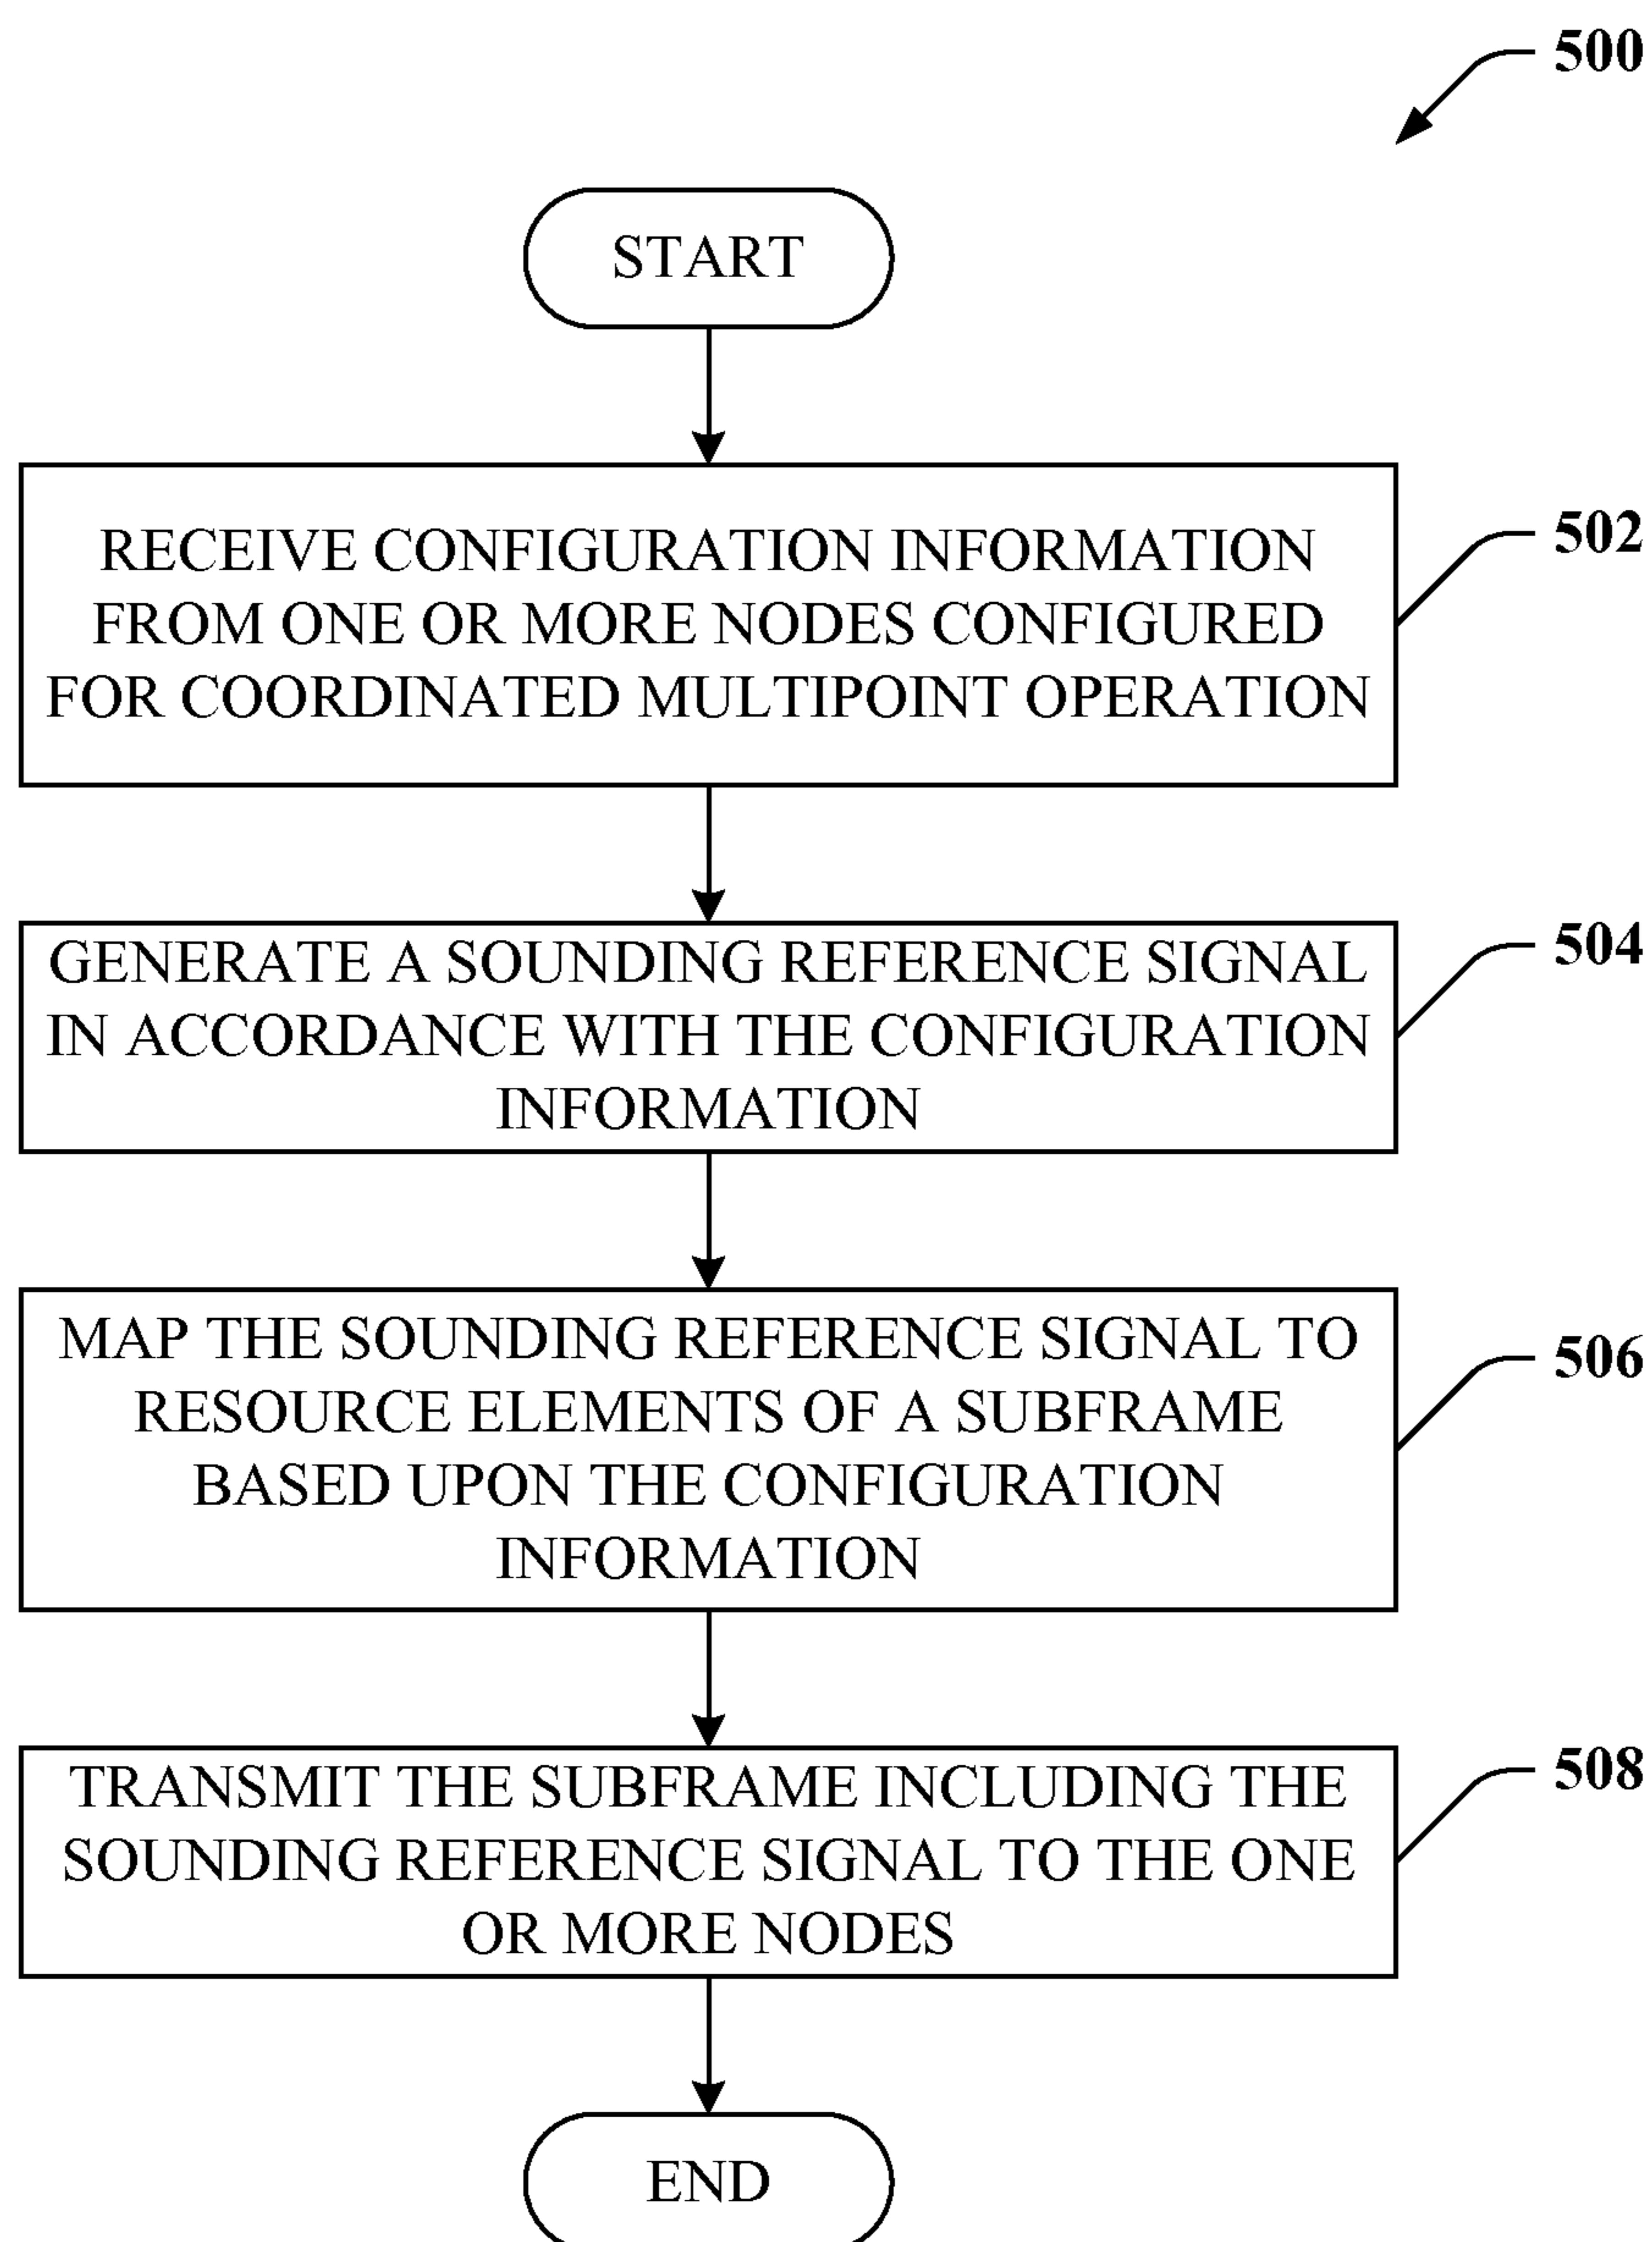 500
START
RECEIVE CONFIGURATION INFORMATION
FROM ONE OR MORE NODES CONFIGURED
FOR COORDINATED MULTIPOINT OPERATION
502
GENERATE A SOUNDING REFERENCE SIGNAL
IN ACCORDANCE WITH THE CONFIGURATION
INFORMATION
504
MAP THE SOUNDING REFERENCE SIGNAL TO
RESOURCE ELEMENTS OF A SUBFRAME
BASED UPON THE CONFIGURATION
INFORMATION
506
TRANSMIT THE SUBFRAME INCLUDING THE
SOUNDING REFERENCE SIGNAL TO THE ONE
OR MORE NODES
508
END